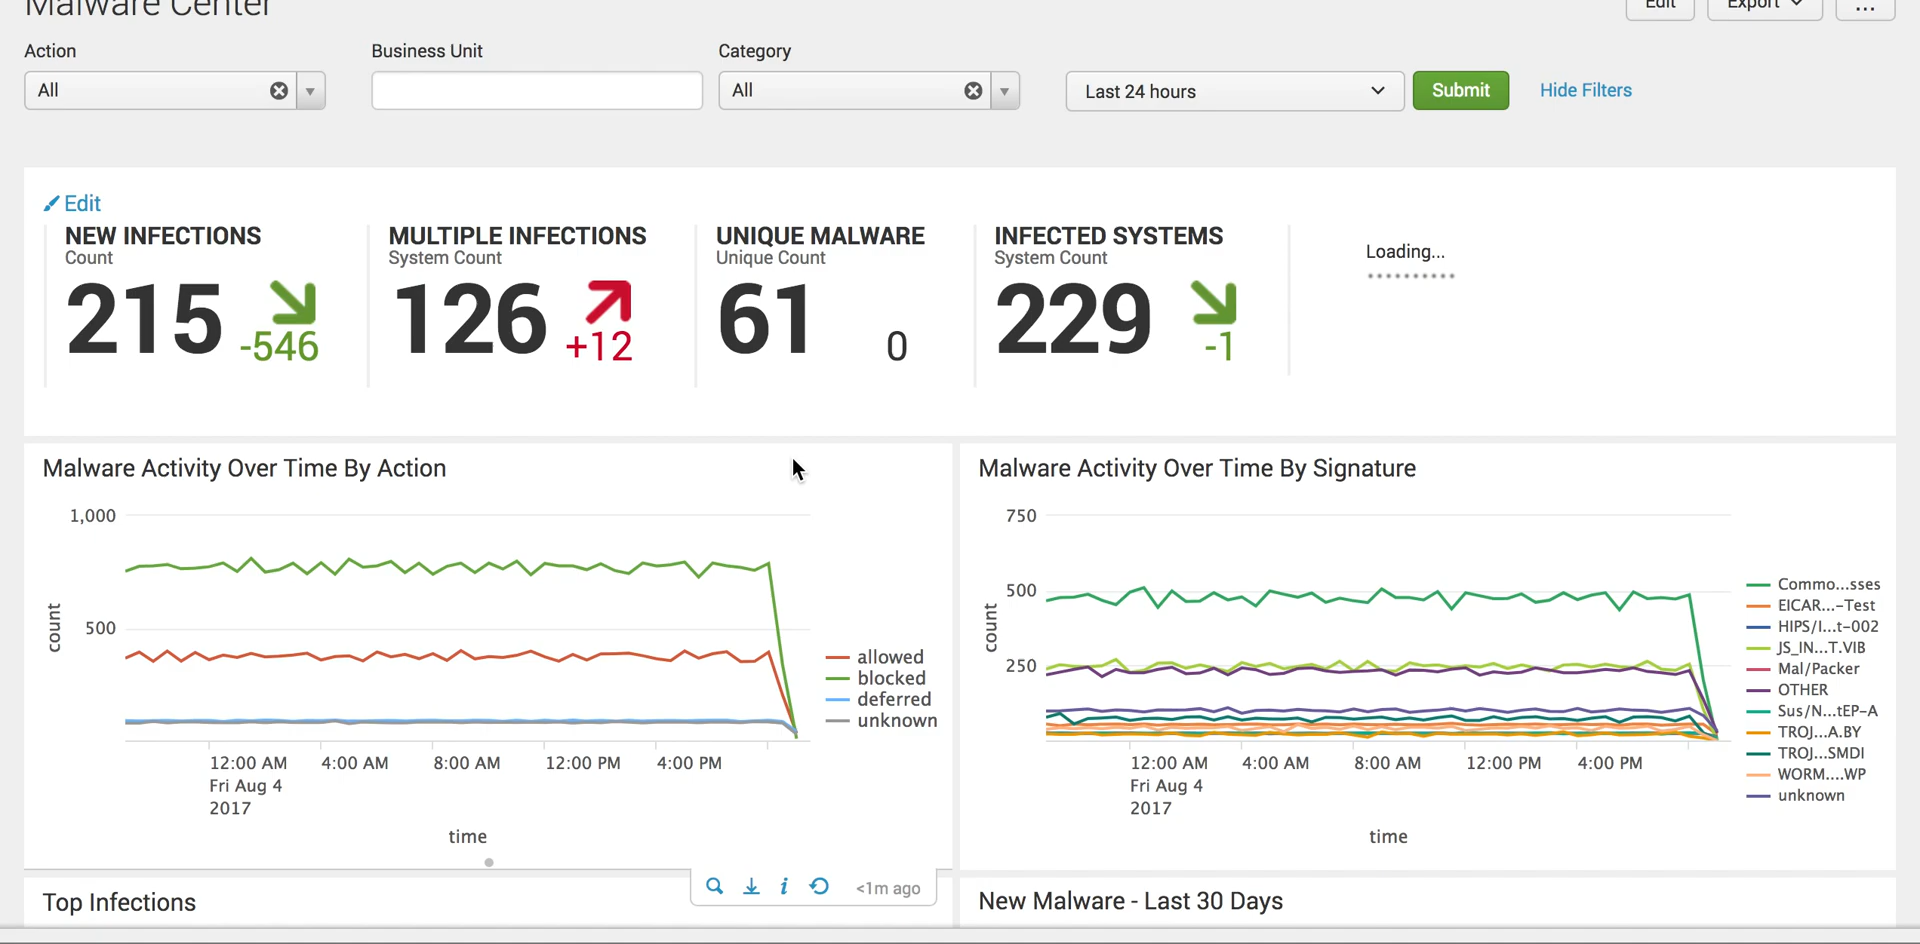 Malware Center
Edit
Export
...
Action
Business Unit
Category
All
All
Last 24 hours
Submit
Hide Filters
Edit
NEW INFECTIONS
Count
215
-546
MULTIPLE INFECTIONS
System Count
126
+12
UNIQUE MALWARE
Unique Count
61
0
INFECTED SYSTEMS
System Count
229
-1
Loading...
Malware Activity Over Time By Action
1,000
500
count
12:00 AM
Fri Aug 4
2017
4:00 AM
8:00 AM
12:00 PM
4:00 PM
time
allowed
blocked
deferred
unknown
<1m ago
Malware Activity Over Time By Signature
750
500
250
count
12:00 AM
Fri Aug 4
2017
4:00 AM
8:00 AM
12:00 PM
4:00 PM
time
Commo...sses
EICAR...-Test
HIPS/I...t-002
JS_IN...T.VIB
Mal/Packer
OTHER
Sus/N...tEP-A
TROJ...A.BY
TROJ...SMDI
WORM....WP
unknown
Top Infections
New Malware - Last 30 Days